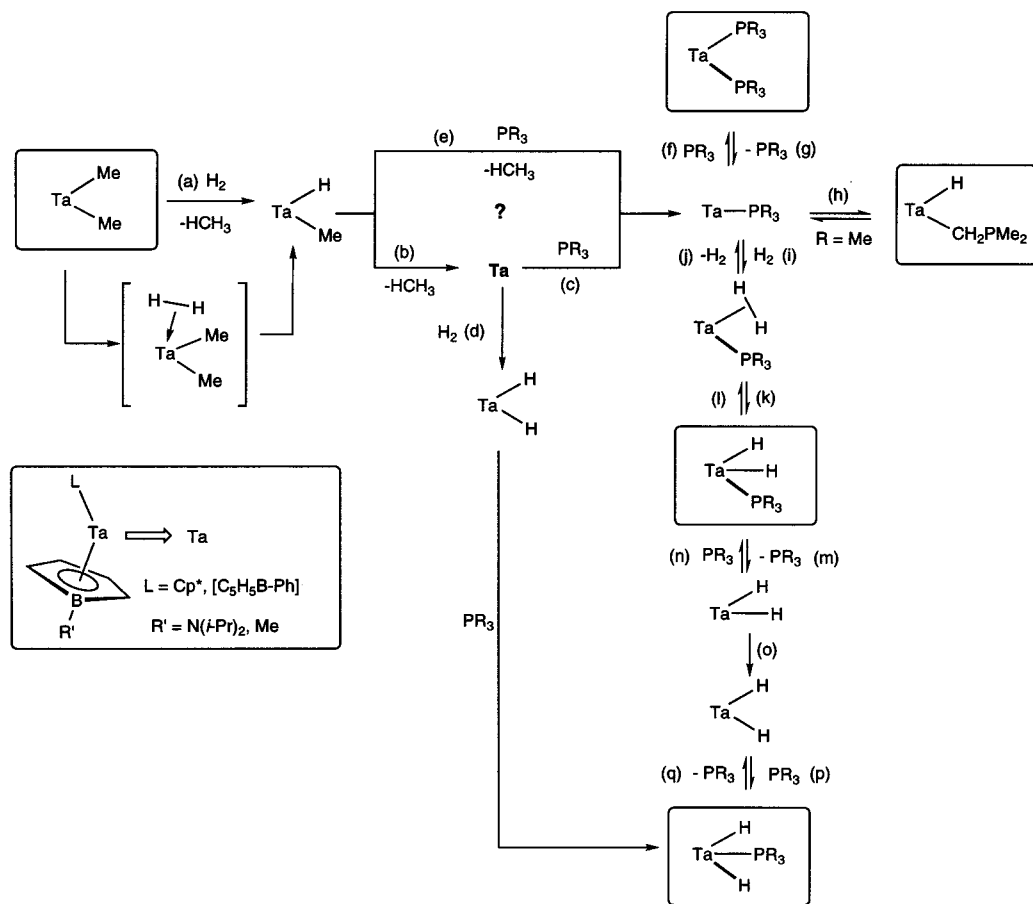 PR3
Ta
PR3
(f) PR3 - PR3 (g)
(e) PR3
-HCH3
Me
Ta
Me
(a) H2
-HCH3
H
Ta
Me
?
Ta PR3
(h)
R = Me
H
Ta
CH2PMe2
(b)
-HCH3
Ta
PR3
(c)
(j) -H2 H2 (i)
H H
Ta
Me
Me
H2 (d)
H
H
Ta
PR3
H
Ta
H
(l) (k)
H
Ta H
PR3
L
Ta
Ta
B
R'
L = Cp*, [C5H5B-Ph]
R' = N(i-Pr)2, Me
(n) PR3 - PR3 (m)
H
Ta H
PR3
(o)
H
Ta
H
(q) - PR3 PR3 (p)
H
Ta PR3
H